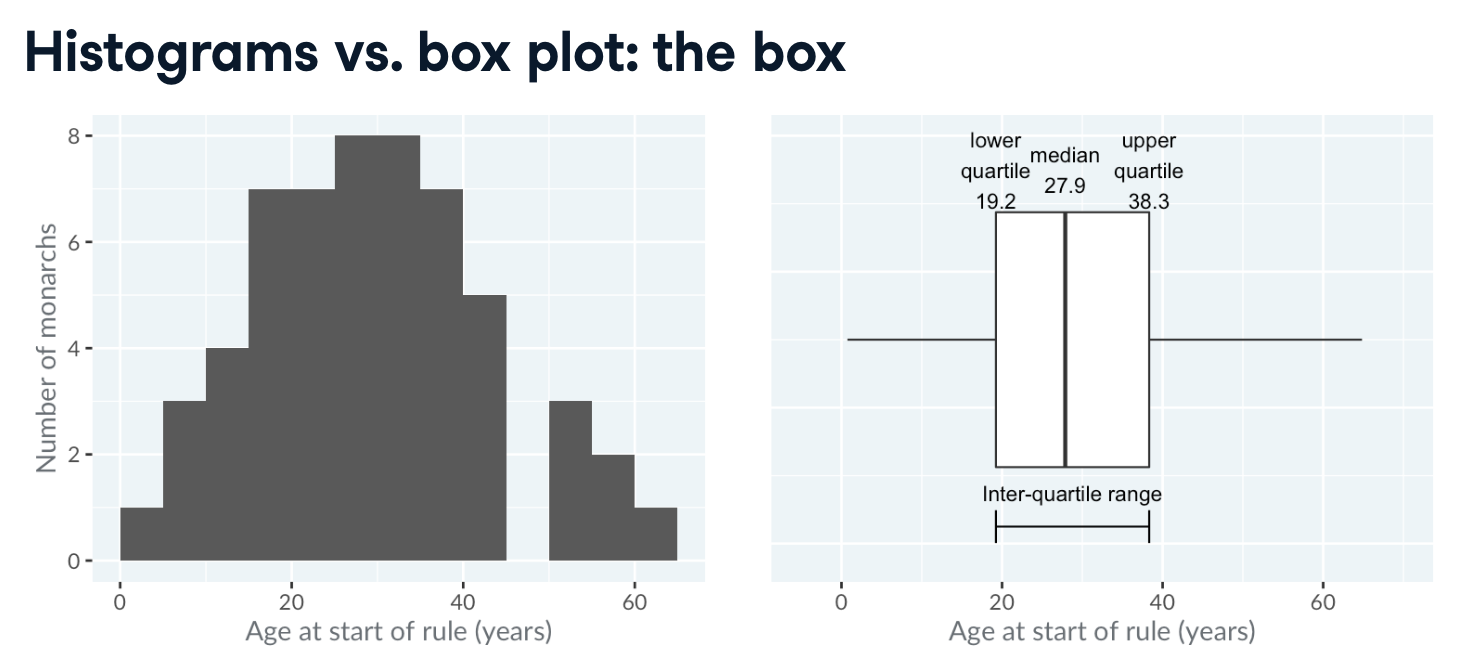 Histograms vs. box plot: the box
Number of monarchs
8
6
4
2
0
0 20 40 60
Age at start of rule (years)
lower
quartile
19.2
median
27.9
upper
quartile
38.3
Inter-quartile range
0 20 40 60
Age at start of rule (years)